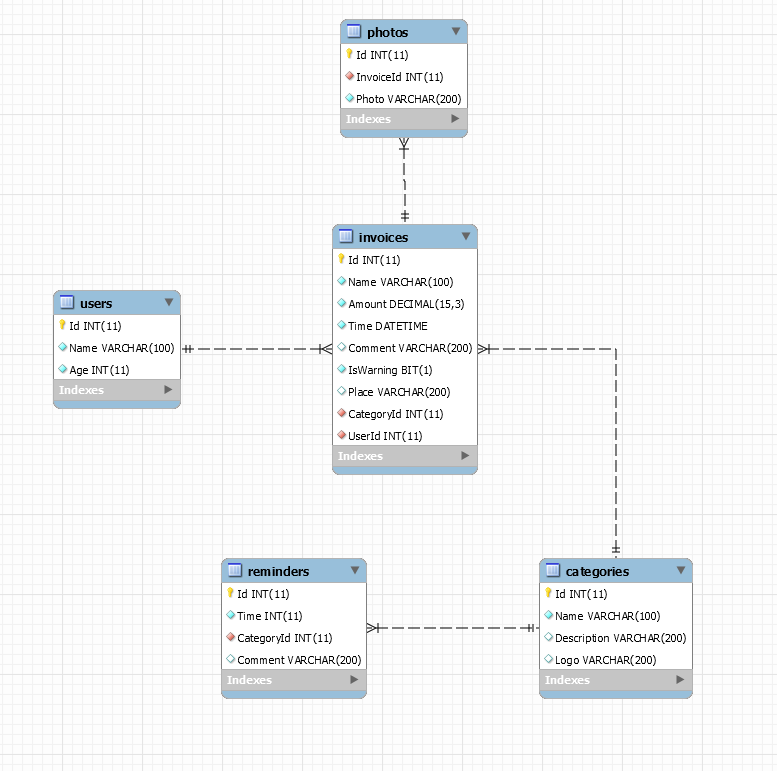 photos
Id INT(11)
InvoiceId INT(11)
Photo VARCHAR(200)
Indexes
invoices
Id INT(11)
Name VARCHAR(100)
Amount DECIMAL(15,3)
Time DATETIME
Comment VARCHAR(200)
IsWarning BIT(1)
Place VARCHAR(200)
CategoryId INT(11)
UserId INT(11)
Indexes
users
Id INT(11)
Name VARCHAR(100)
Age INT(11)
Indexes
reminders
Id INT(11)
Time INT(11)
CategoryId INT(11)
Comment VARCHAR(200)
Indexes
categories
Id INT(11)
Name VARCHAR(100)
Description VARCHAR(200)
Logo VARCHAR(200)
Indexes